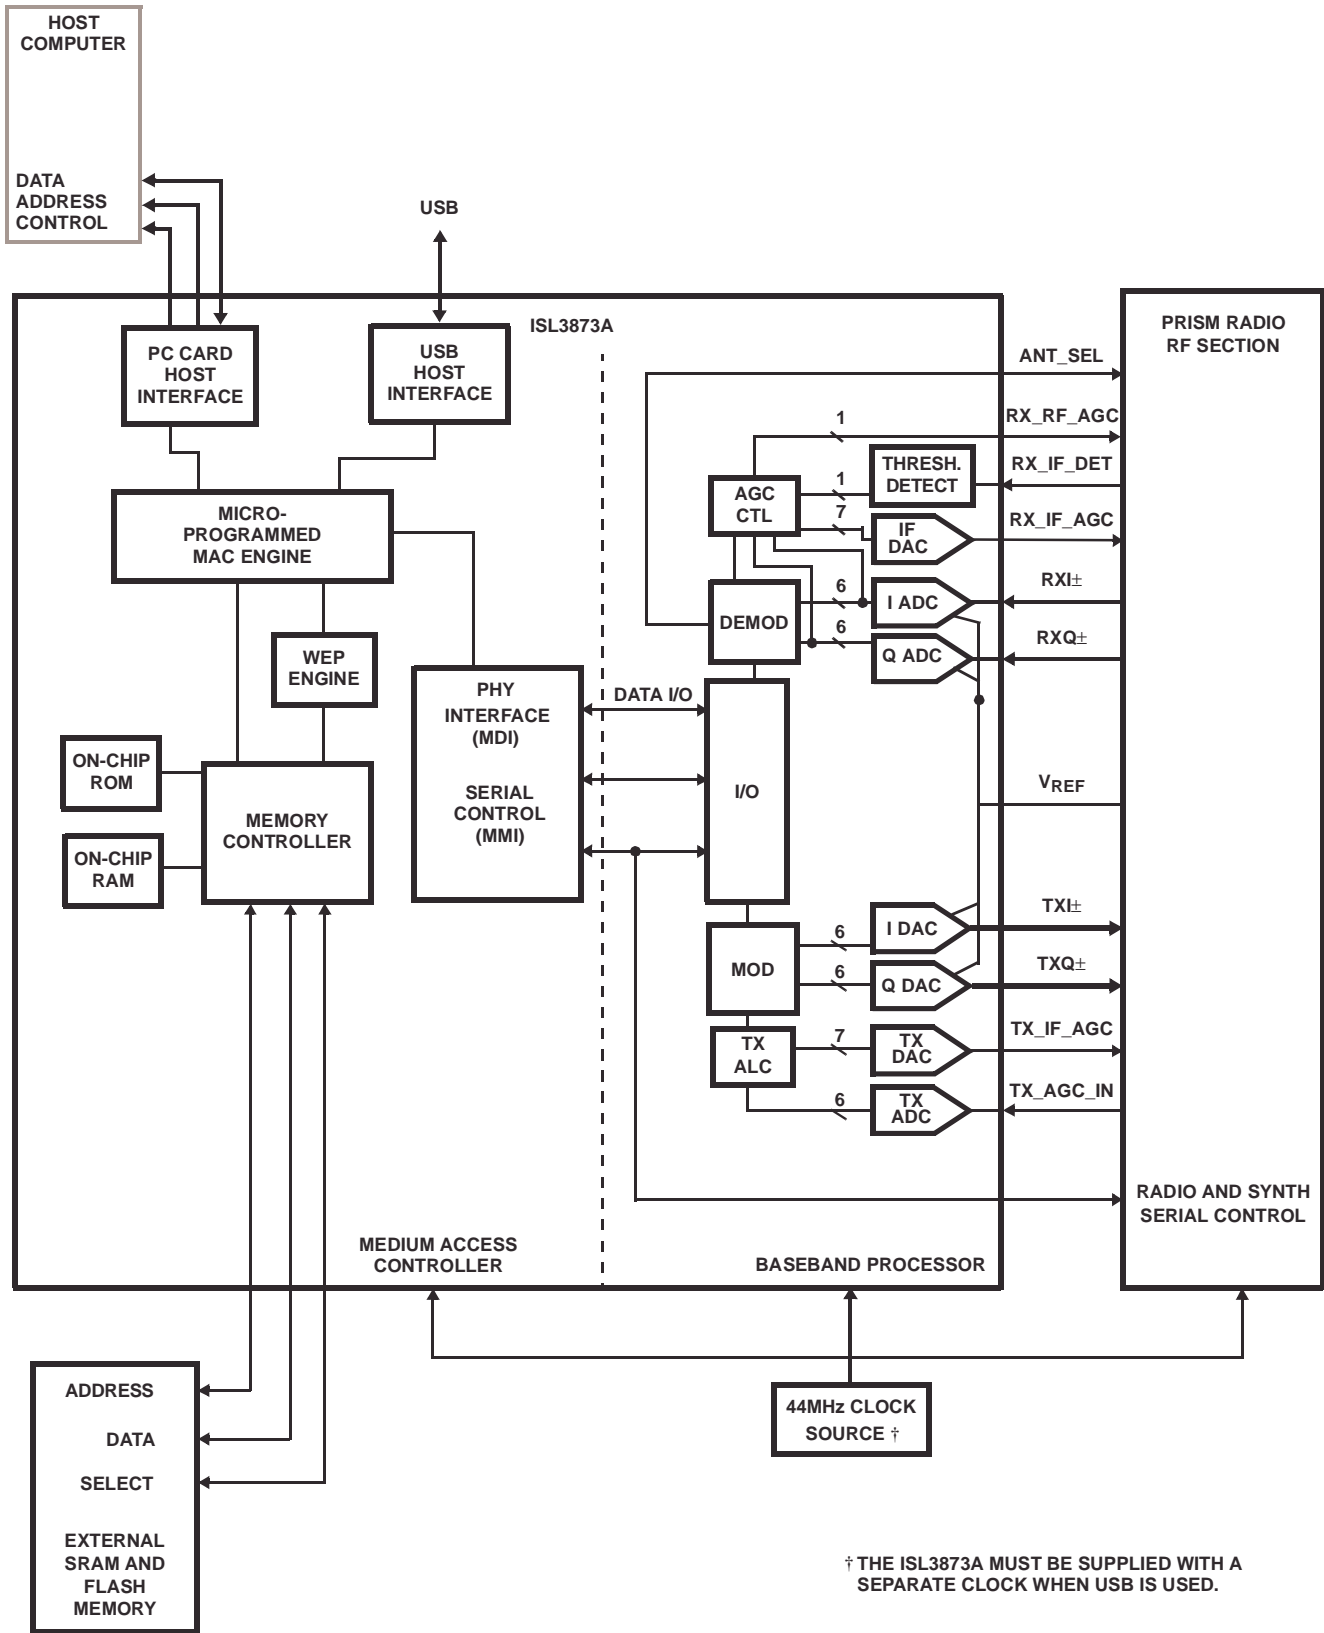 HOST
COMPUTER
DATA
ADDRESS
CONTROL
USB
ISL3873A
PC CARD
HOST
INTERFACE
USB
HOST
INTERFACE
MICRO-
PROGRAMMED
MAC ENGINE
WEP
ENGINE
ON-CHIP
ROM
ON-CHIP
RAM
MEMORY
CONTROLLER
PHY
INTERFACE
(MDI)
SERIAL
CONTROL
(MMI)
DATA I/O
I/O
AGC
CTL
DEMOD
MOD
TX
ALC
1
1
7
6
6
6
6
7
6
THRESH.
DETECT
IF
DAC
I ADC
Q ADC
I DAC
Q DAC
TX
DAC
TX
ADC
ANT_SEL
RX_RF_AGC
RX_IF_DET
RX_IF_AGC
RXI±
RXQ±
VREF
TXI±
TXQ±
TX_IF_AGC
TX_AGC_IN
PRISM RADIO
RF SECTION
RADIO AND SYNTH
SERIAL CONTROL
MEDIUM ACCESS
CONTROLLER
BASEBAND PROCESSOR
44MHz CLOCK
SOURCE †
ADDRESS
DATA
SELECT
EXTERNAL
SRAM AND
FLASH
MEMORY
† THE ISL3873A MUST BE SUPPLIED WITH A
SEPARATE CLOCK WHEN USB IS USED.